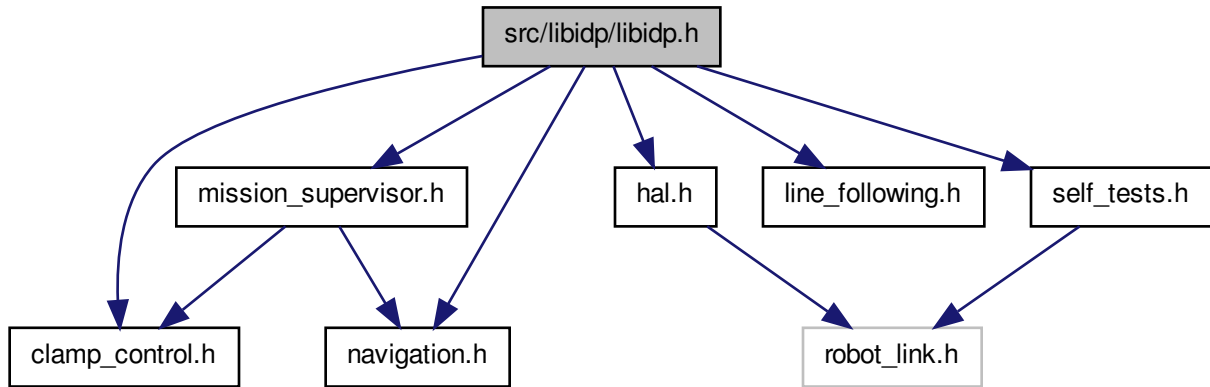 src/libidp/libidp.h
mission_supervisor.h
hal.h
line_following.h
self_tests.h
clamp_control.h
navigation.h
robot_link.h